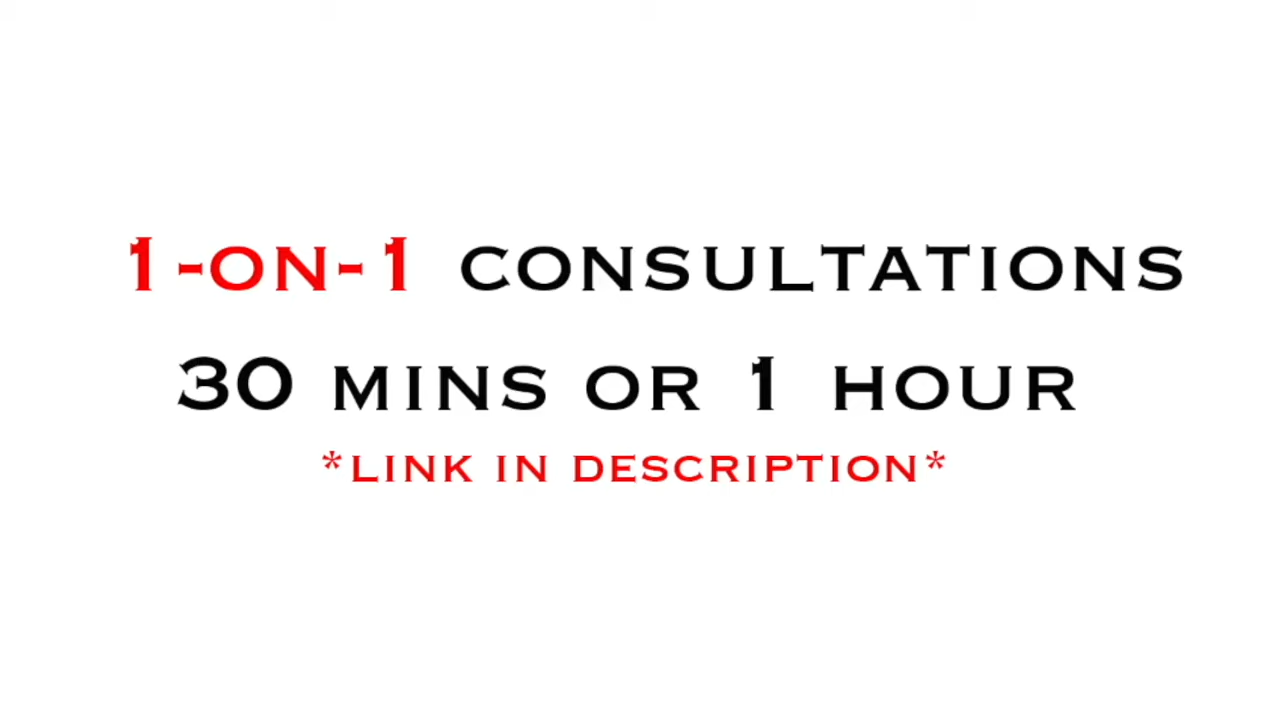 1-ON-1 CONSULTATIONS
30 MINS OR 1 HOUR
*LINK IN DESCRIPTION*